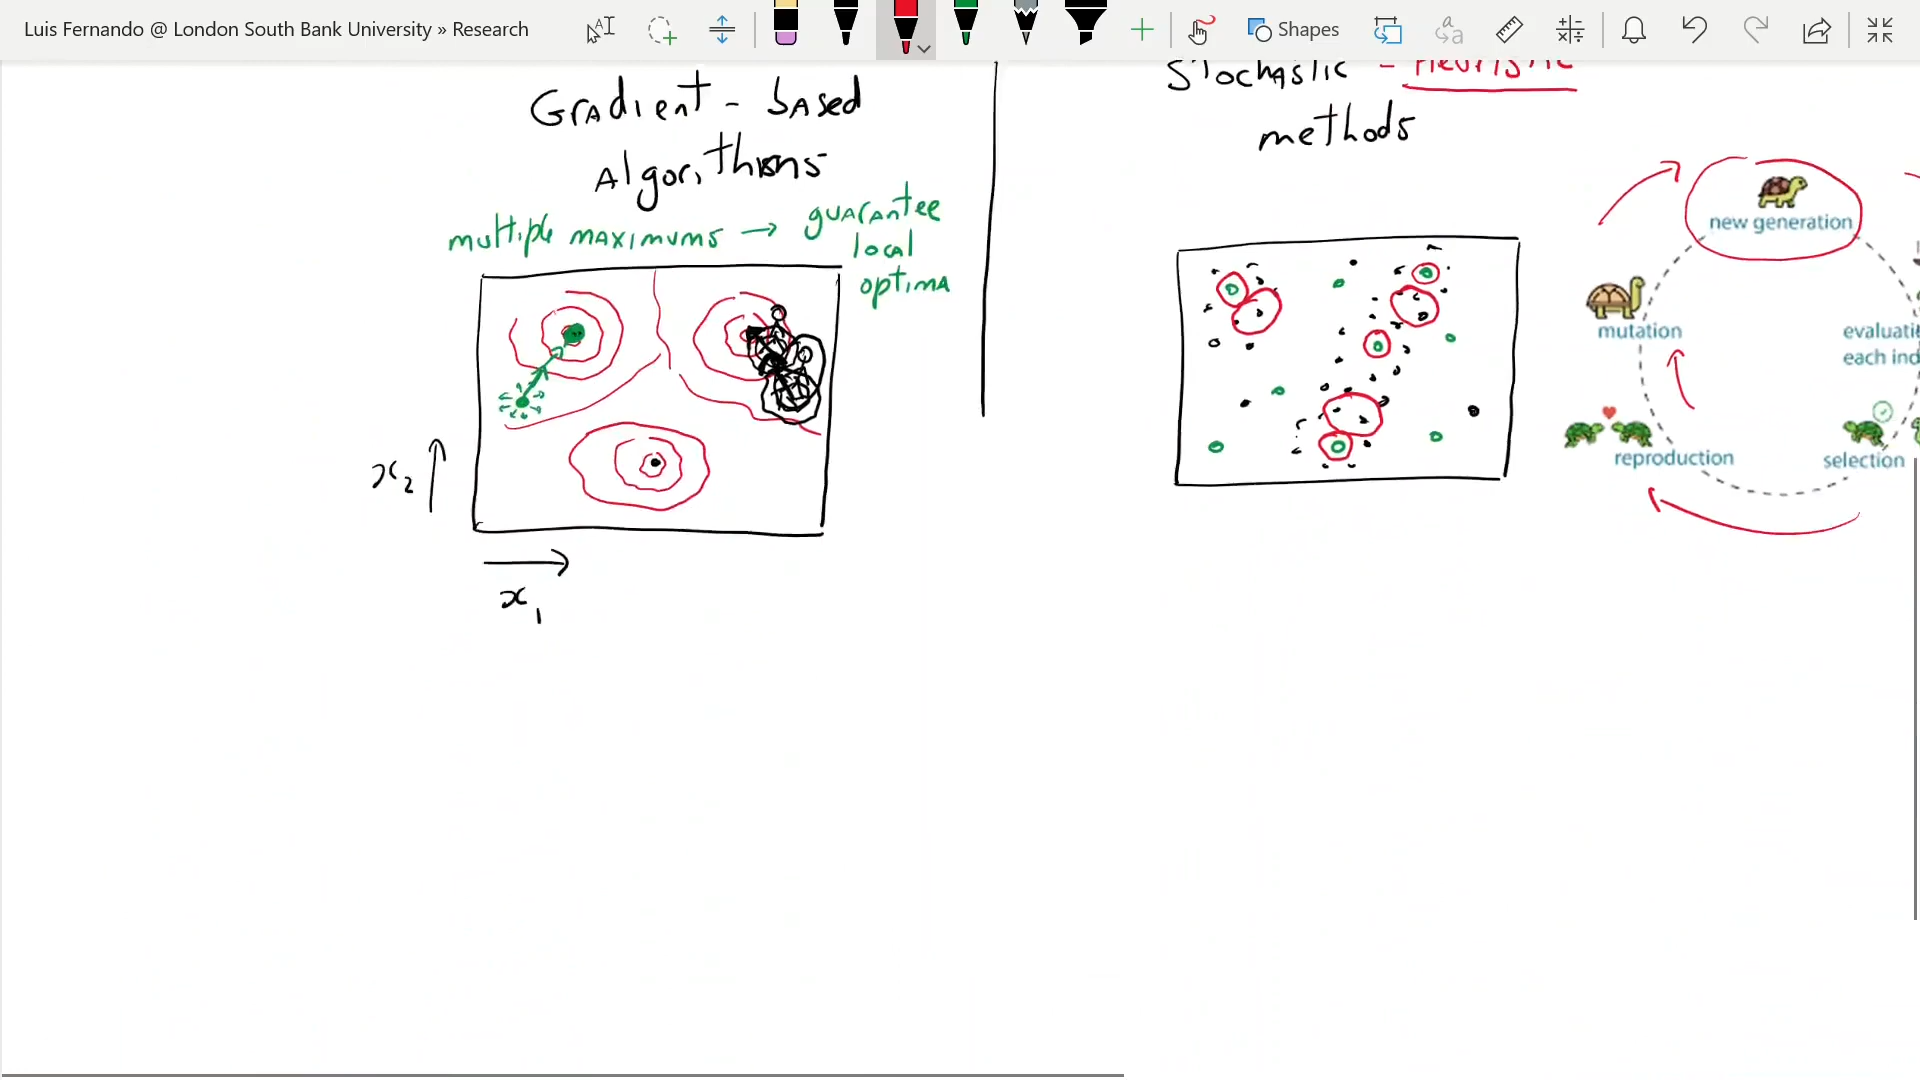 Luis Fernando @ London South Bank University » Research
Shapes
Gradient - based
Algorithms
multiple maximums → guarantee
local
optima
x₂
x₁
Stochastic - Heuristic
methods
new generation
mutation
evaluati
each ind
reproduction
selection